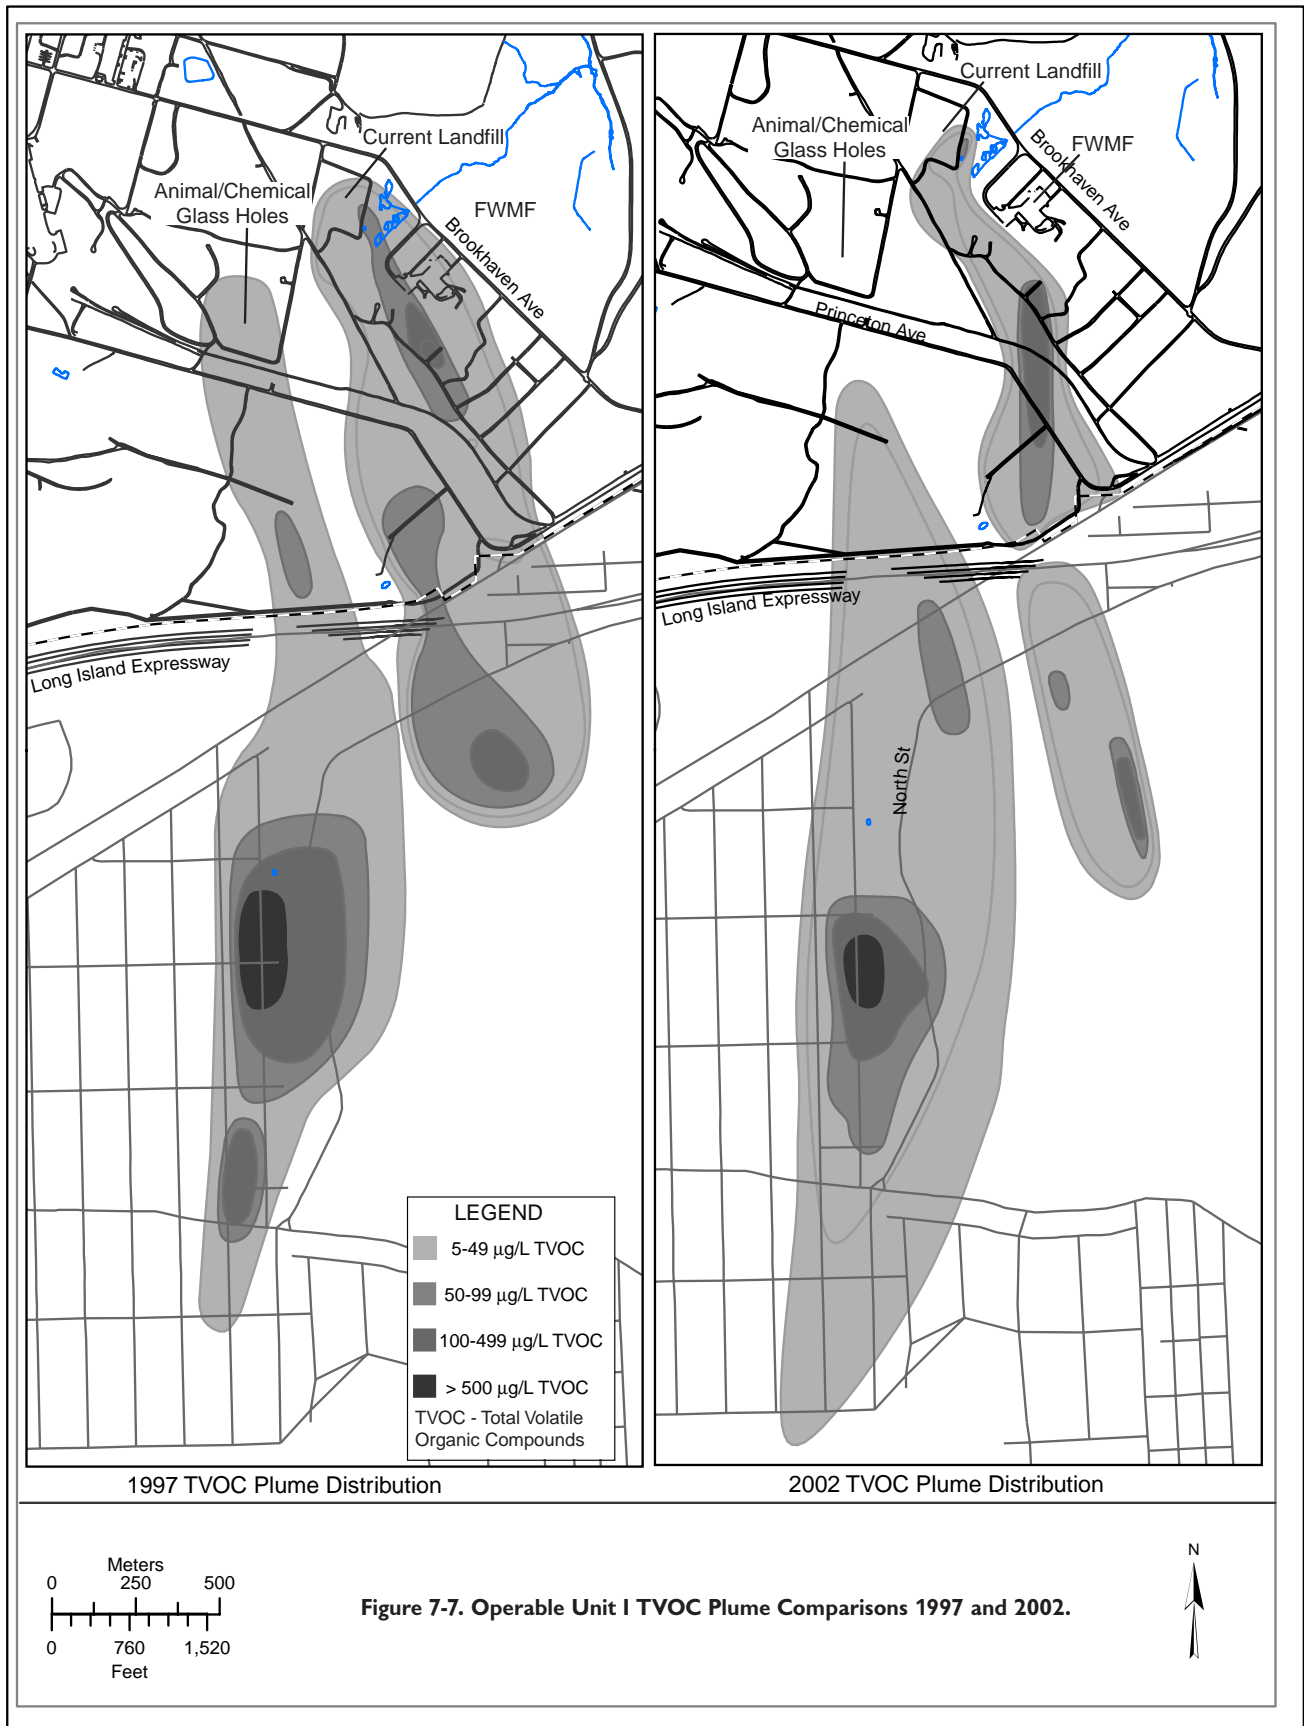 Current Landfill
Animal/Chemical
Glass Holes
FWMF
Brookhaven Ave
Long Island Expressway
LEGEND
5-49 µg/L TVOC
50-99 µg/L TVOC
100-499 µg/L TVOC
> 500 µg/L TVOC
TVOC - Total Volatile
Organic Compounds
1997 TVOC Plume Distribution
Current Landfill
Animal/Chemical
Glass Holes
FWMF
Brookhaven Ave
Princeton Ave
Long Island Expressway
North St
2002 TVOC Plume Distribution
Meters
0 250 500
0 760 1,520
Feet
Figure 7-7. Operable Unit I TVOC Plume Comparisons 1997 and 2002.
N